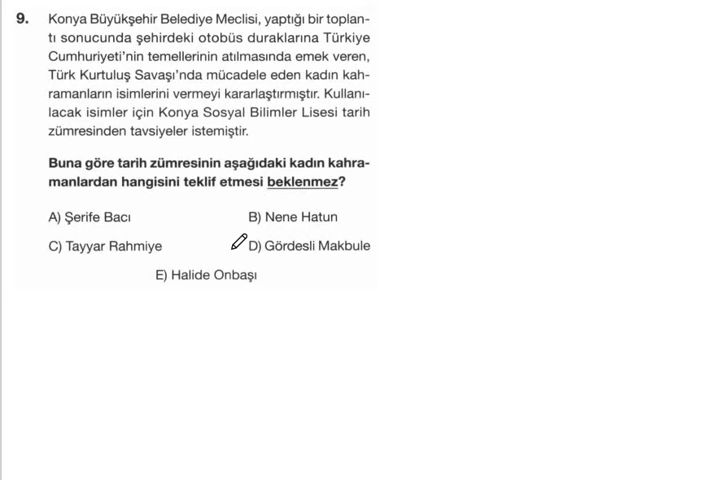 9. Konya Büyükşehir Belediye Meclisi, yaptığı bir toplan-
tı sonucunda şehirdeki otobüs duraklarına Türkiye
Cumhuriyeti'nin temellerinin atılmasında emek veren,
Türk Kurtuluş Savaşı'nda mücadele eden kadın kah-
ramanların isimlerini vermeyi kararlaştırmıştır. Kullanı-
lacak isimler için Konya Sosyal Bilimler Lisesi tarih
zümresinden tavsiyeler istemiştir.
Buna göre tarih zümresinin aşağıdaki kadın kahra-
manlardan hangisini teklif etmesi beklenmez?
A) Şerife Bacı B) Nene Hatun
C) Tayyar Rahmiye D) Gördesli Makbule
E) Halide Onbaşı